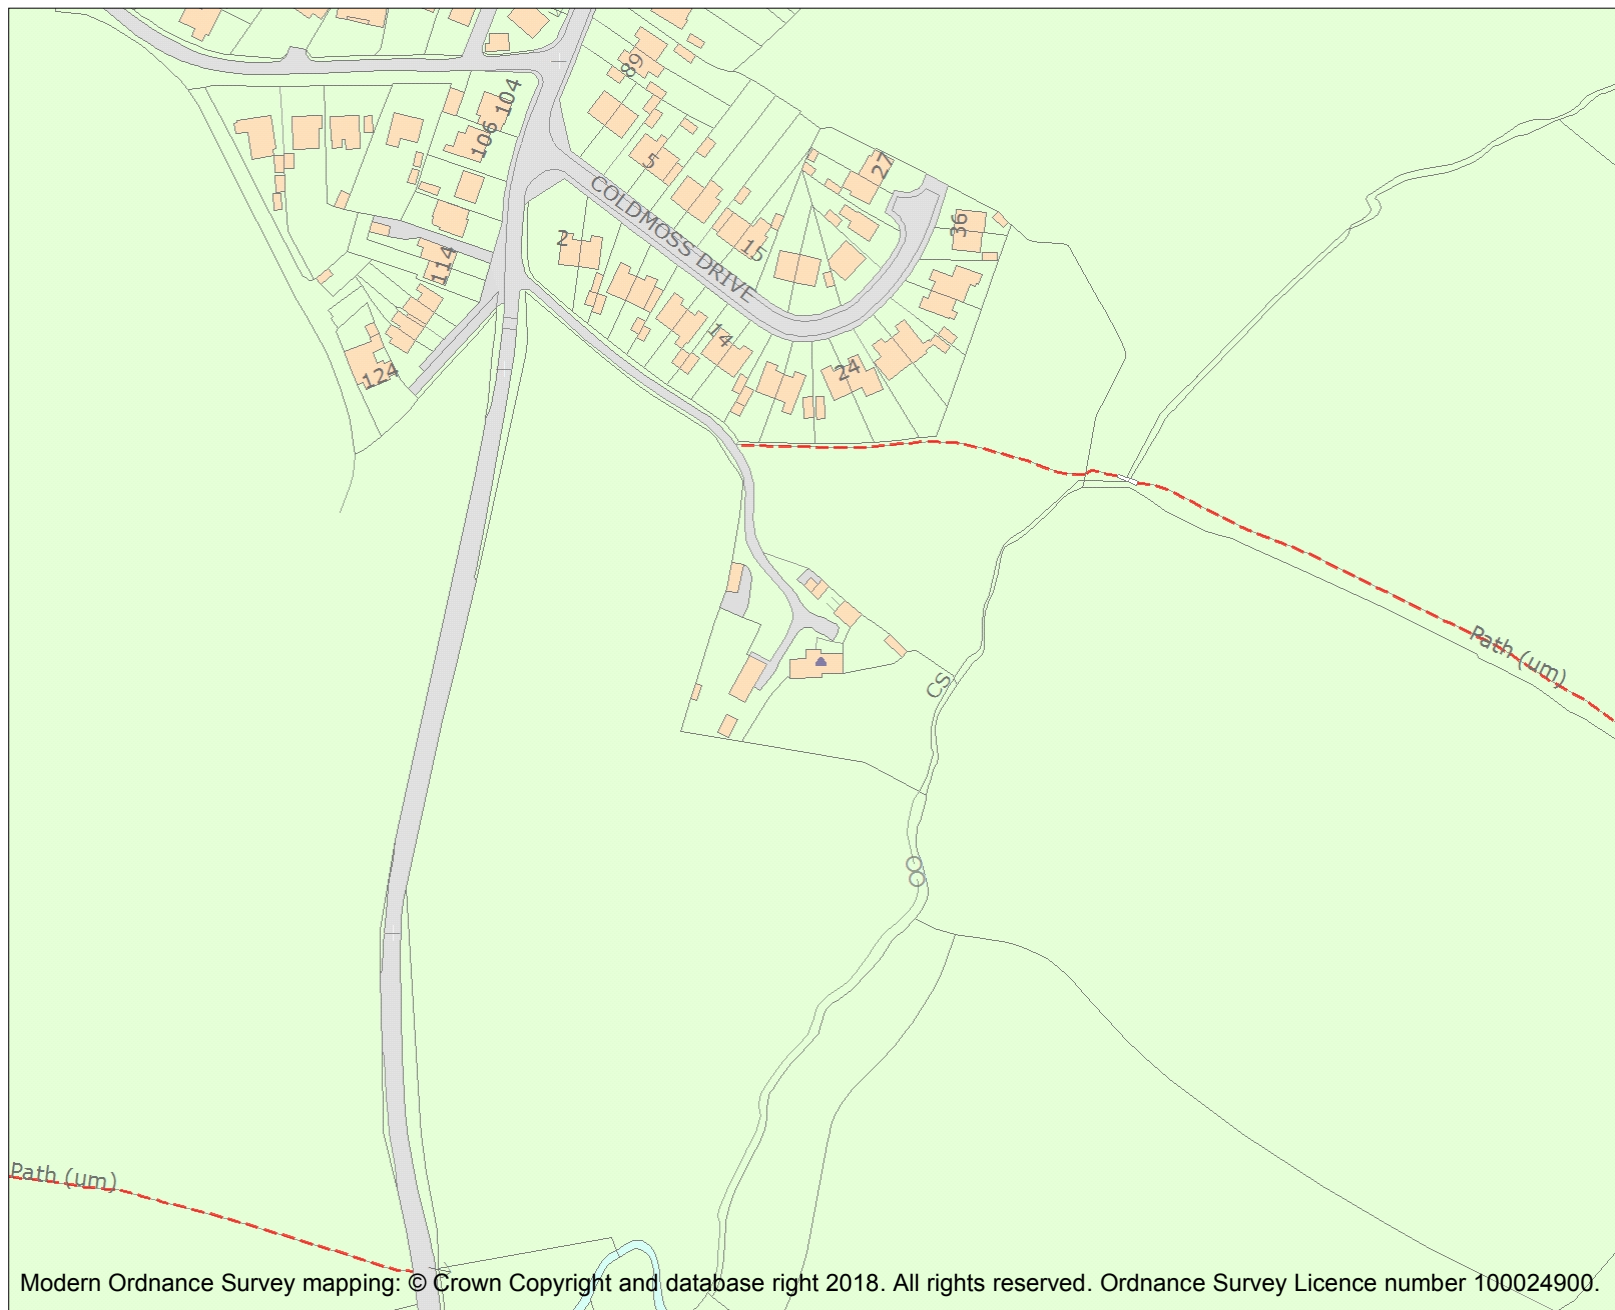 89
104
106
5
27
COLDMOSS DRIVE
36
2
15
114
14
24
124
Path (um)
CS
Path (um)
Modern Ordnance Survey mapping: © Crown Copyright and database right 2018. All rights reserved. Ordnance Survey Licence number 100024900.